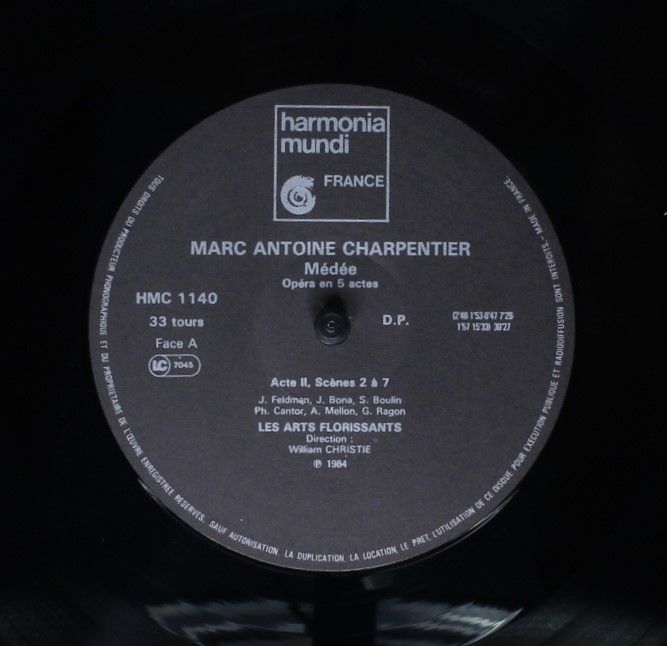 harmonia
mundi
FRANCE
MARC ANTOINE CHARPENTIER
Médée
Opéra en 5 actes
HMC 1140
33 tours
Face A
LC 7045
D.P.
Acte II, Scènes 2 à 7
J. Feldman, J. Bona, S. Boulin
Ph. Cantor, A. Mellon, G. Ragon
LES ARTS FLORISSANTS
Direction :
William CHRISTIE
℗ 1984
TOUS DROITS DU PRODUCTEUR PHONOGRAPHIQUE ET DU PROPRIETAIRE DE L'ŒUVRE ENREGISTREE RESERVES. SAUF AUTORISATION, LA DUPLICATION, LA LOCATION, LE PRET, L'UTILISATION DE CE DISQUE POUR EXECUTION PUBLIQUE ET RADIODIFFUSION SONT INTERDITS - MADE IN FRANCE.